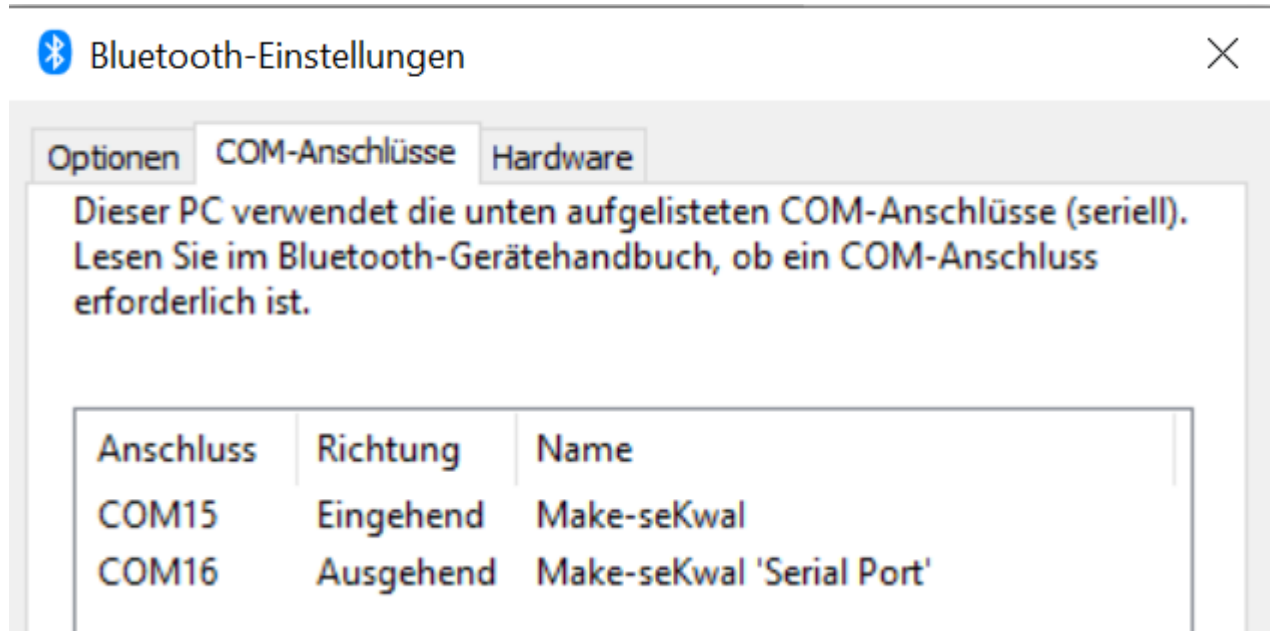 Bluetooth-Einstellungen
Optionen COM-Anschlüsse Hardware
Dieser PC verwendet die unten aufgelisteten COM-Anschlüsse (seriell).
Lesen Sie im Bluetooth-Gerätehandbuch, ob ein COM-Anschluss
erforderlich ist.
Anschluss Richtung Name
COM15 Eingehend Make-seKwal
COM16 Ausgehend Make-seKwal 'Serial Port'